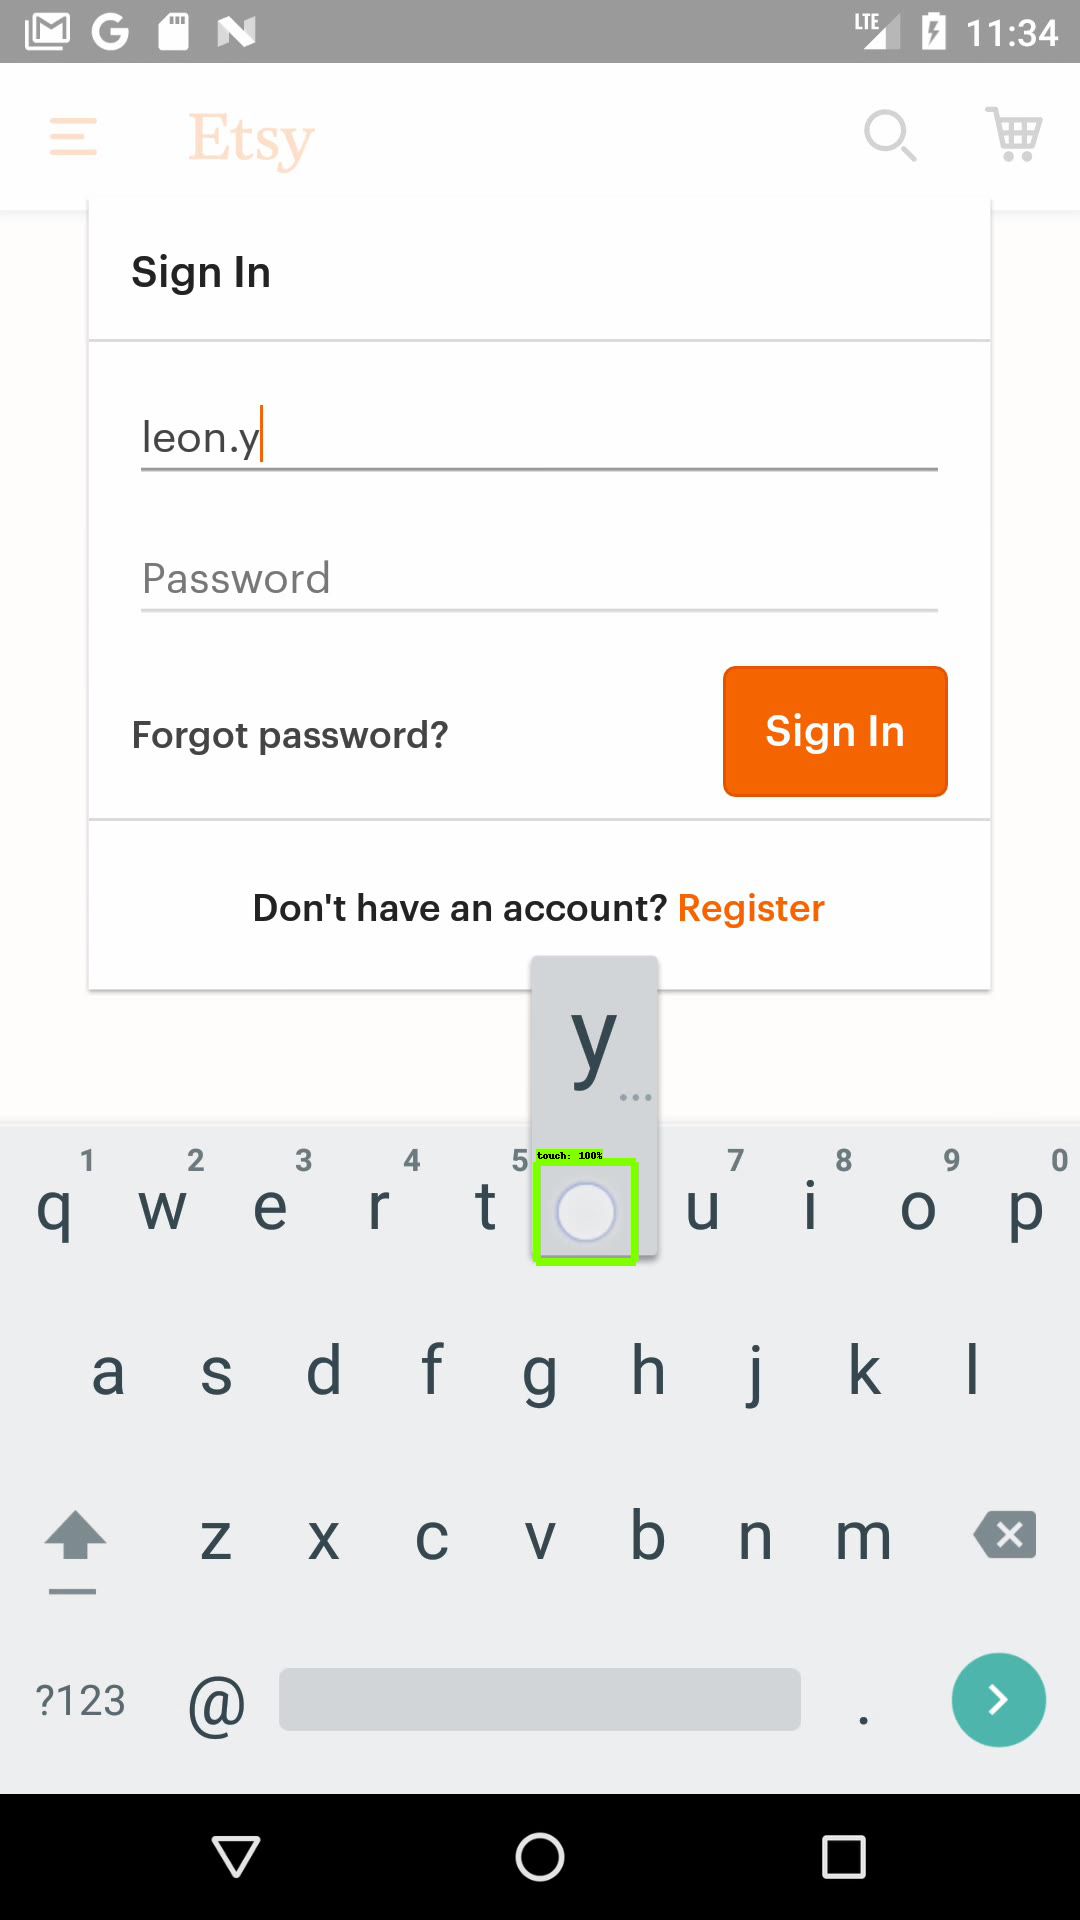 LTE 11:34
Etsy
Sign In
leon.y
Password
Forgot password?
Sign In
Don't have an account? Register
y
...
touch: 100%
1 2 3 4 5 7 8 9 0
q w e r t u i o p
a s d f g h j k l
z x c v b n m
?123 @ .